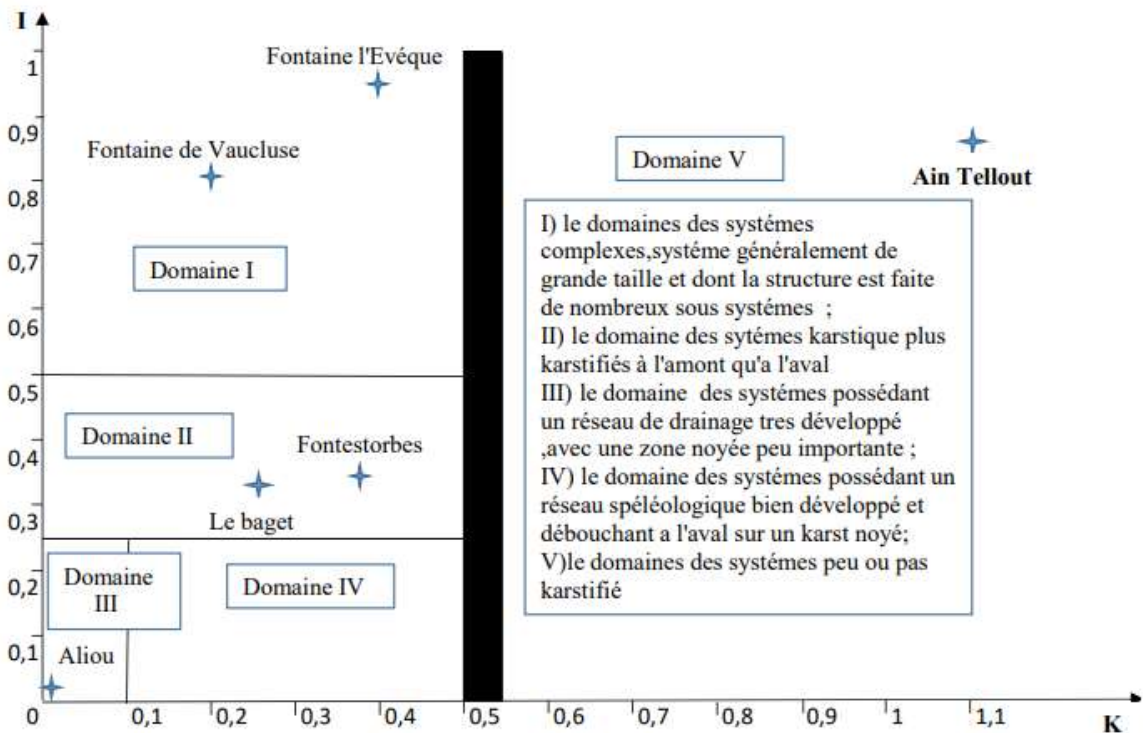 I
1
0,9
0,8
0,7
0,6
0,5
0,4
0,3
0,2
0,1
Fontaine l'Evéque
Fontaine de Vaucluse
Domaine I
Domaine II
Fontestorbes
Le baget
Domaine
III
Domaine IV
Aliou
Domaine V
Ain Tellout
I) le domaines des systémes
complexes,systéme généralement de
grande taille et dont la structure est faite
de nombreux sous systémes ;
II) le domaine des sytémes karstique plus
karstifiés à l'amont qu'a l'aval
III) le domaine des systémes possédant
un réseau de drainage tres développé
,avec une zone noyée peu importante ;
IV) le domaine des systémes possédant un
réseau spéléologique bien développé et
débouchant a l'aval sur un karst noyé;
V)le domaines des systémes peu ou pas
karstifié
0 0,1 0,2 0,3 0,4 0,5 0,6 0,7 0,8 0,9 1 1,1
K